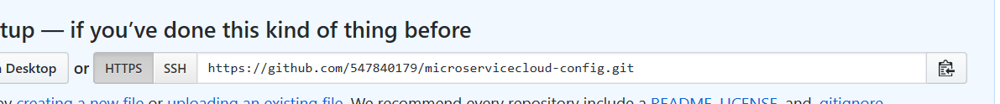 tup — if you’ve done this kind of thing before
Desktop or HTTPS SSH https://github.com/547840179/microservicecloud-config.git
creating a new file or uploading an existing file. We recommend every repository include a README, LICENSE, and .gitignore.